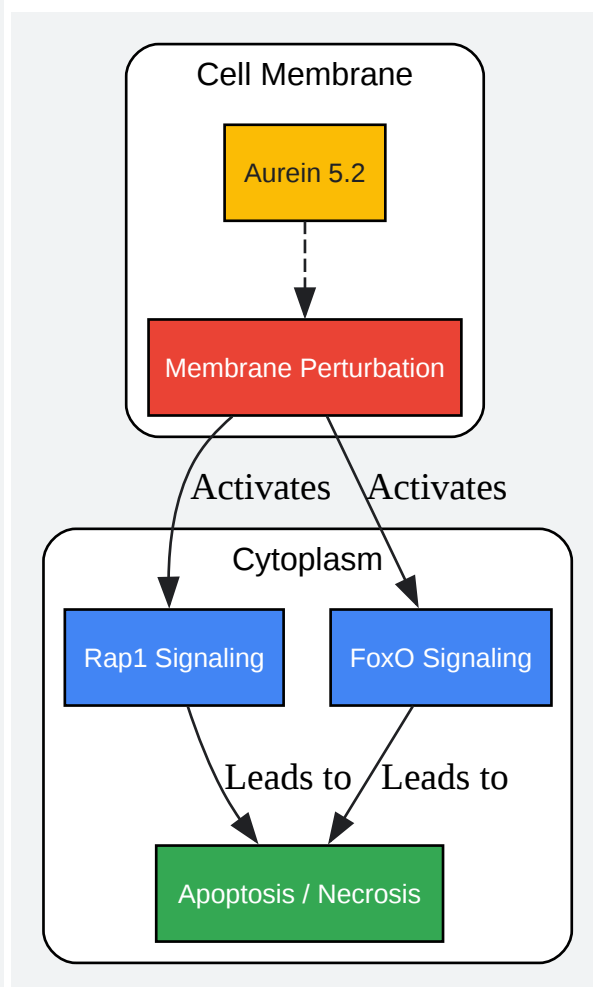 Cell Membrane
Aurein 5.2
Membrane Perturbation
Activates
Activates
Cytoplasm
Rap1 Signaling
FoxO Signaling
Leads to
Leads to
Apoptosis / Necrosis